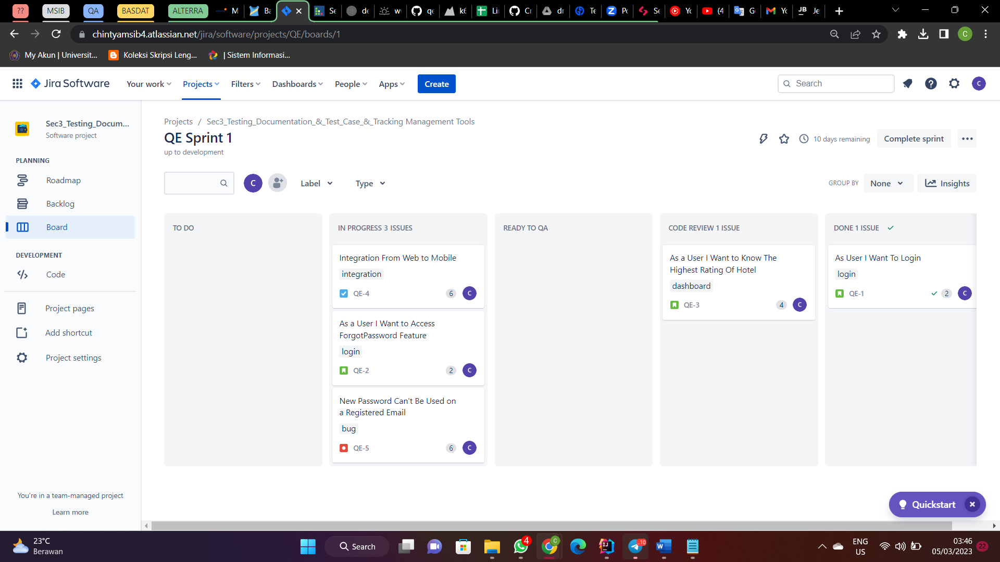 ??
MSIB
QA
BASDAT
ALTERRA
M
Ba
Se
de
w
qe
k6
Li
Cr
dr
Te
Po
Se
Yo
(4
Go
Yo
JB
Je
chintyamsib4.atlassian.net/jira/software/projects/QE/boards/1
C
My Akun | Universit...
Koleksi Skripsi Leng...
| Sistem Informasi...
Jira Software
Your work
Projects
Filters
Dashboards
People
Apps
Create
Search
C
Sec3_Testing_Docum...
Software project
PLANNING
Roadmap
Backlog
Board
DEVELOPMENT
Code
Project pages
Add shortcut
Project settings
You're in a team-managed project
Learn more
Projects / Sec3_Testing_Documentation_&_Test_Case_&_Tracking Management Tools
QE Sprint 1
up to development
10 days remaining
Complete sprint
C
Label
Type
GROUP BY
None
Insights
TO DO
IN PROGRESS 3 ISSUES
Integration From Web to Mobile
integration
QE-4
6
C
As a User I Want to Access
ForgotPassword Feature
login
QE-2
2
C
New Password Can't Be Used on
a Registered Email
bug
QE-5
6
C
READY TO QA
CODE REVIEW 1 ISSUE
As a User I Want to Know The
Highest Rating Of Hotel
dashboard
QE-3
4
C
DONE 1 ISSUE
As User I Want To Login
login
QE-1
2
C
Quickstart
23°C
Berawan
Search
4
C
IJ
..10
W
ENG
US
03:46
05/03/2023
22